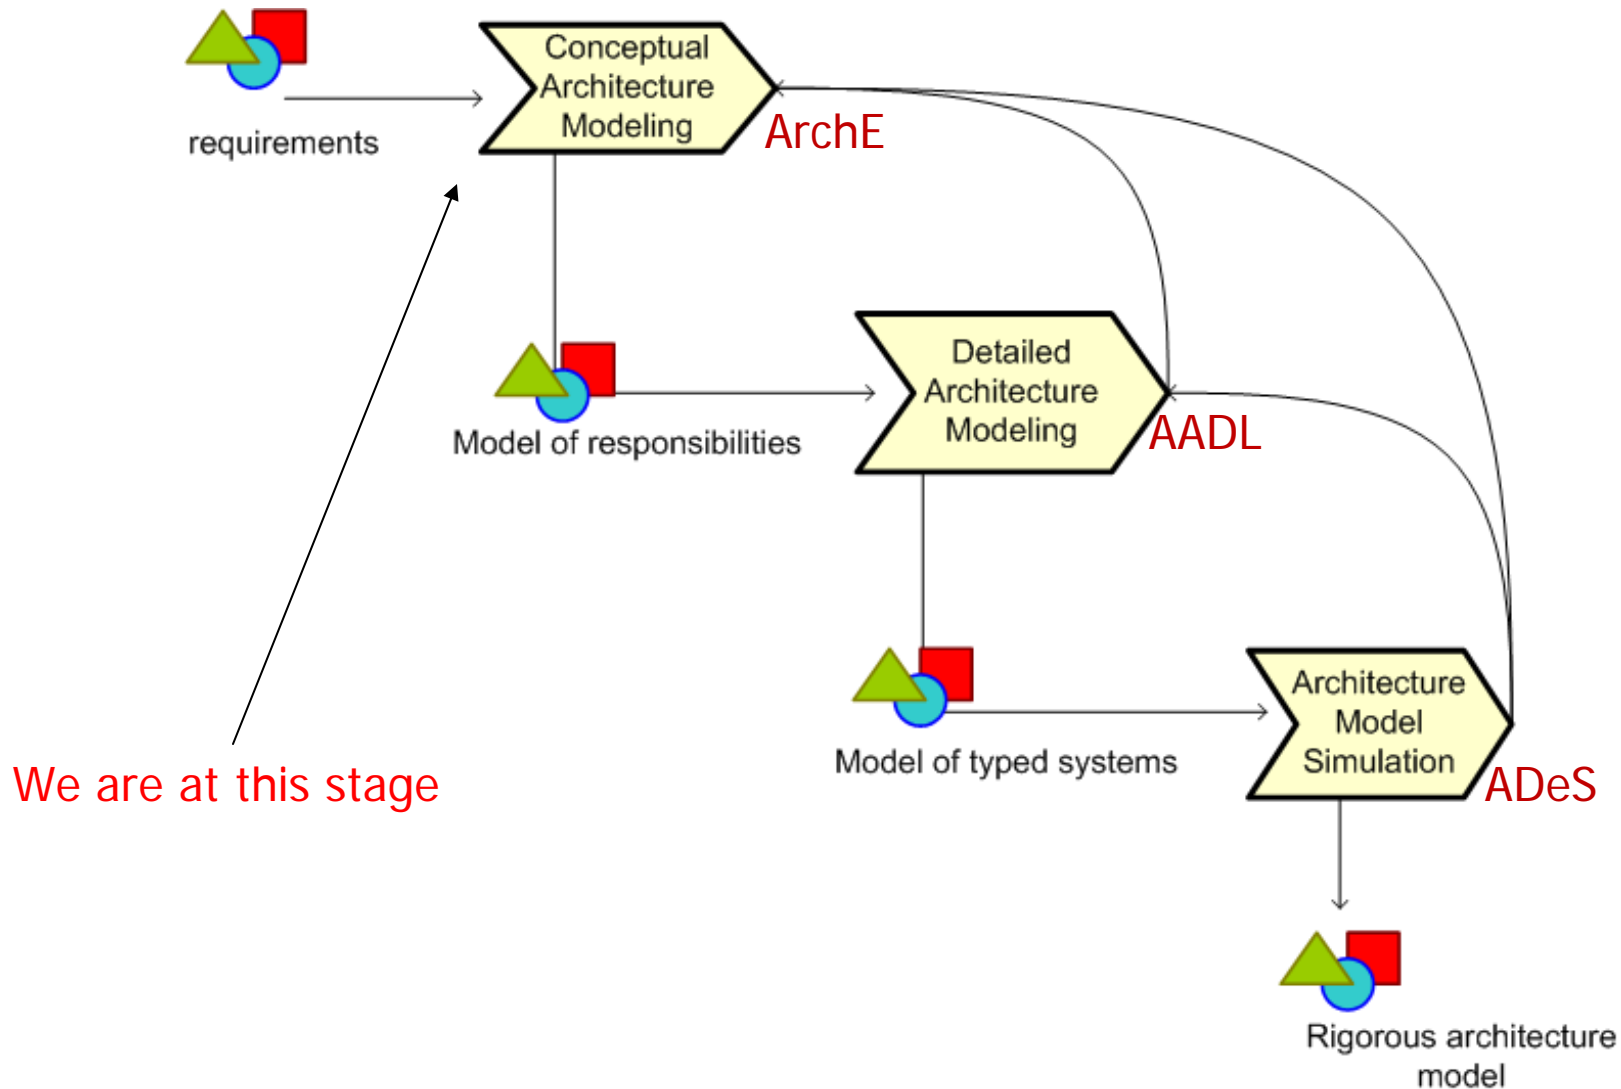 Conceptual
Architecture
Modeling
ArchE
requirements
Detailed
Architecture
Modeling
AADL
Model of responsibilities
Architecture
Model
Simulation
ADeS
Model of typed systems
We are at this stage
Rigorous architecture
model